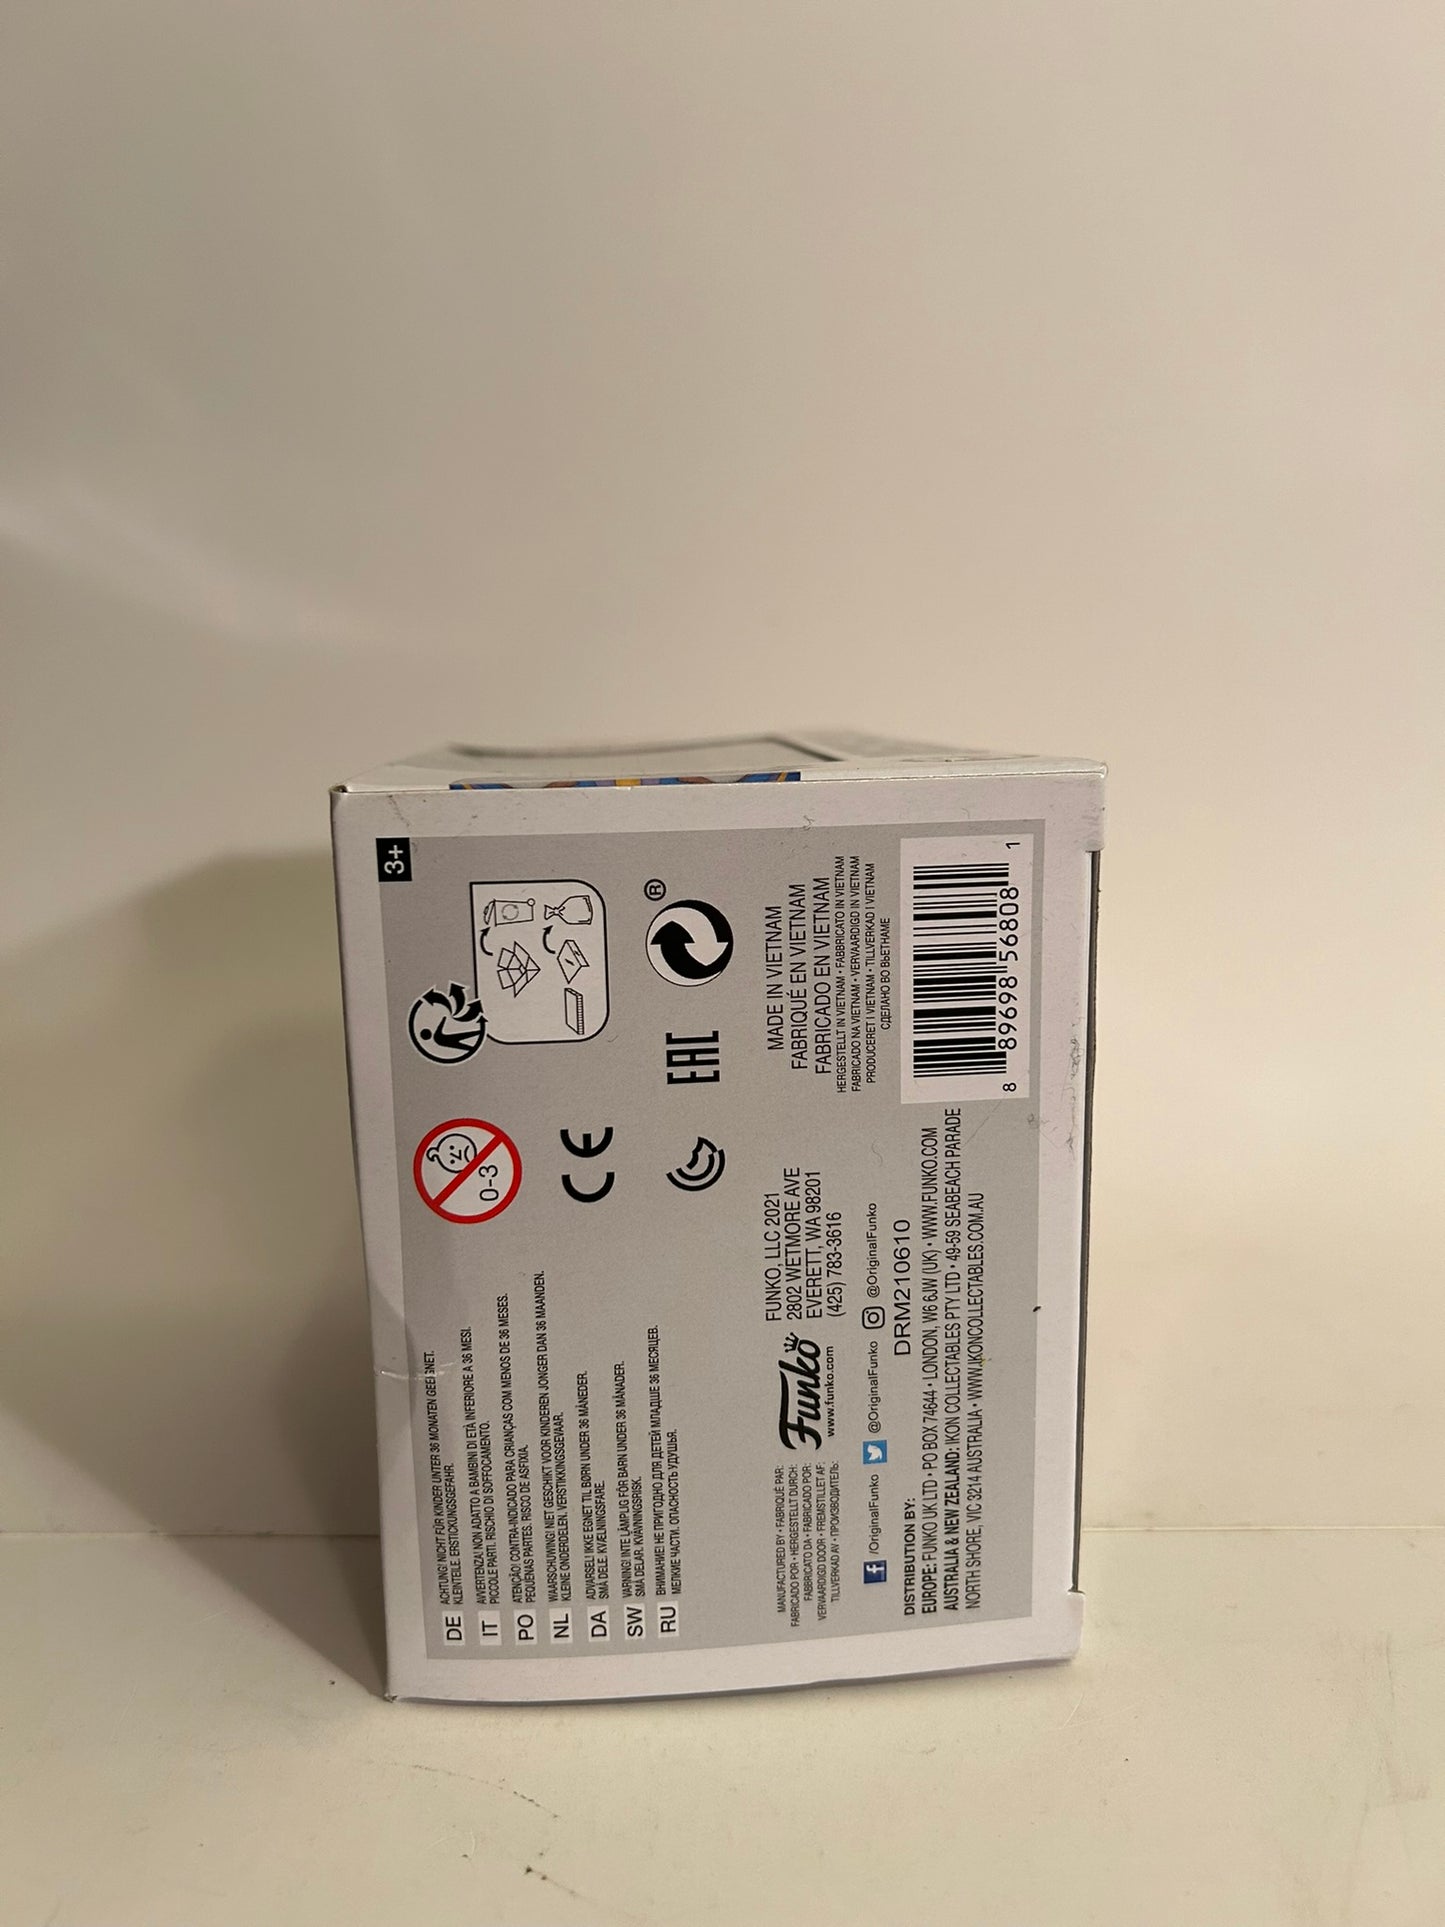 DE ACHTUNG! NICHT FÜR KINDER UNTER 36 MONATEN GEEIGNET.
KLEINTEILE. ERSTICKUNGSGEFAHR.
IT AVVERTENZA! NON ADATTO A BAMBINI DI ETÀ INFERIORE A 36 MESI.
PICCOLE PARTI. RISCHIO DI SOFFOCAMENTO.
PO ATENÇÃO! CONTRA-INDICADO PARA CRIANÇAS COM MENOS DE 36 MESES.
PEQUENAS PARTES. RISCO DE ASFIXIA.
NL WAARSCHUWING! NIET GESCHIKT VOOR KINDEREN JONGER DAN 36 MAANDEN.
KLEINE ONDERDELEN. VERSTIKKINGSGEVAAR.
DA ADVARSEL! IKKE EGNET TIL BØRN UNDER 36 MÅNEDER.
SMÅ DELE. KVÆLNINGSFARE.
SW VARNING! INTE LÄMPLIG FÖR BARN UNDER 36 MÅNADER.
SMÅ DELAR. KVÄVNINGSRISK.
RU ВНИМАНИЕ! НЕ ПРИГОДНО ДЛЯ ДЕТЕЙ МЛАДШЕ 36 МЕСЯЦЕВ.
МЕЛКИЕ ЧАСТИ. ОПАСНОСТЬ УДУШЬЯ.
0-3
CE
3+
EAC
®
MANUFACTURED BY • FABRIQUÉ PAR:
FABRICADO POR • HERGESTELLT DURCH:
FABBRICATO DA • FABRICADO POR:
VERVAARDIGD DOOR • FREMSTILLET AF:
TILLVERKAD AV • ПРОИЗВОДИТЕЛЬ:
Funko
www.funko.com
FUNKO, LLC 2021
2802 WETMORE AVE
EVERETT, WA 98201
(425) 783-3616
MADE IN VIETNAM
FABRIQUÉ EN VIETNAM
FABRICADO EN VIETNAM
HERGESTELLT IN VIETNAM • FABBRICATO IN VIETNAM
FABRICADO NA VIETNAM • VERVAARDIGD IN VIETNAM
PRODUCERET I VIETNAM • TILLVERKAD I VIETNAM
СДЕЛАНО ВО ВЬЕТНАМЕ
/OriginalFunko @OriginalFunko @OriginalFunko
DRM210610
DISTRIBUTION BY:
EUROPE: FUNKO UK LTD • PO BOX 74644 • LONDON, W6 6JW (UK) • WWW.FUNKO.COM
AUSTRALIA & NEW ZEALAND: IKON COLLECTABLES PTY LTD • 49-59 SEABEACH PARADE
NORTH SHORE, VIC 3214 AUSTRALIA • WWW.IKONCOLLECTABLES.COM.AU
8 89698 56808 1